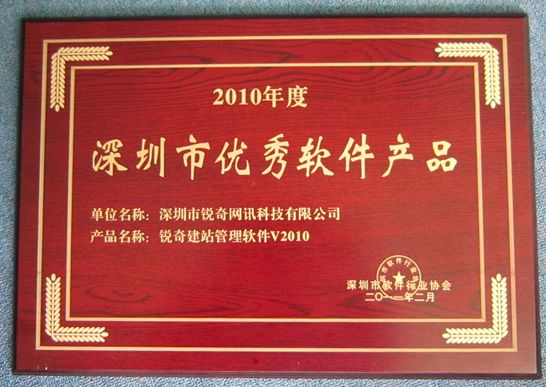 2010年度
深圳市优秀软件产品
单位名称：深圳市锐奇网讯科技有限公司
产品名称：锐奇建站管理软件V2010
深圳市软件行业协会
二〇一一年二月